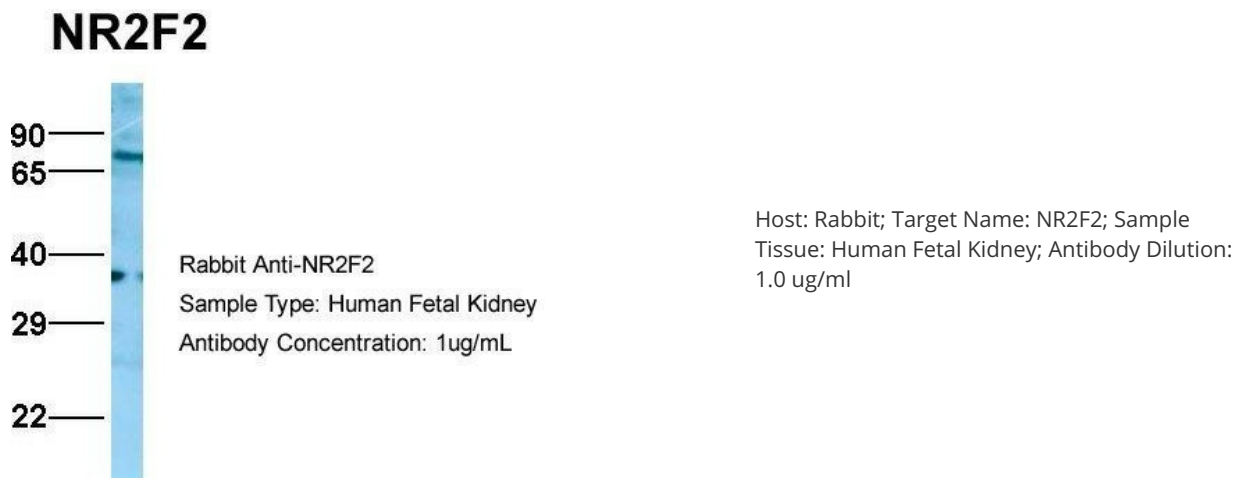 NR2F2
90
65
40
29
22
Rabbit Anti-NR2F2
Sample Type: Human Fetal Kidney
Antibody Concentration: 1ug/mL
Host: Rabbit; Target Name: NR2F2; Sample
Tissue: Human Fetal Kidney; Antibody Dilution:
1.0 ug/ml